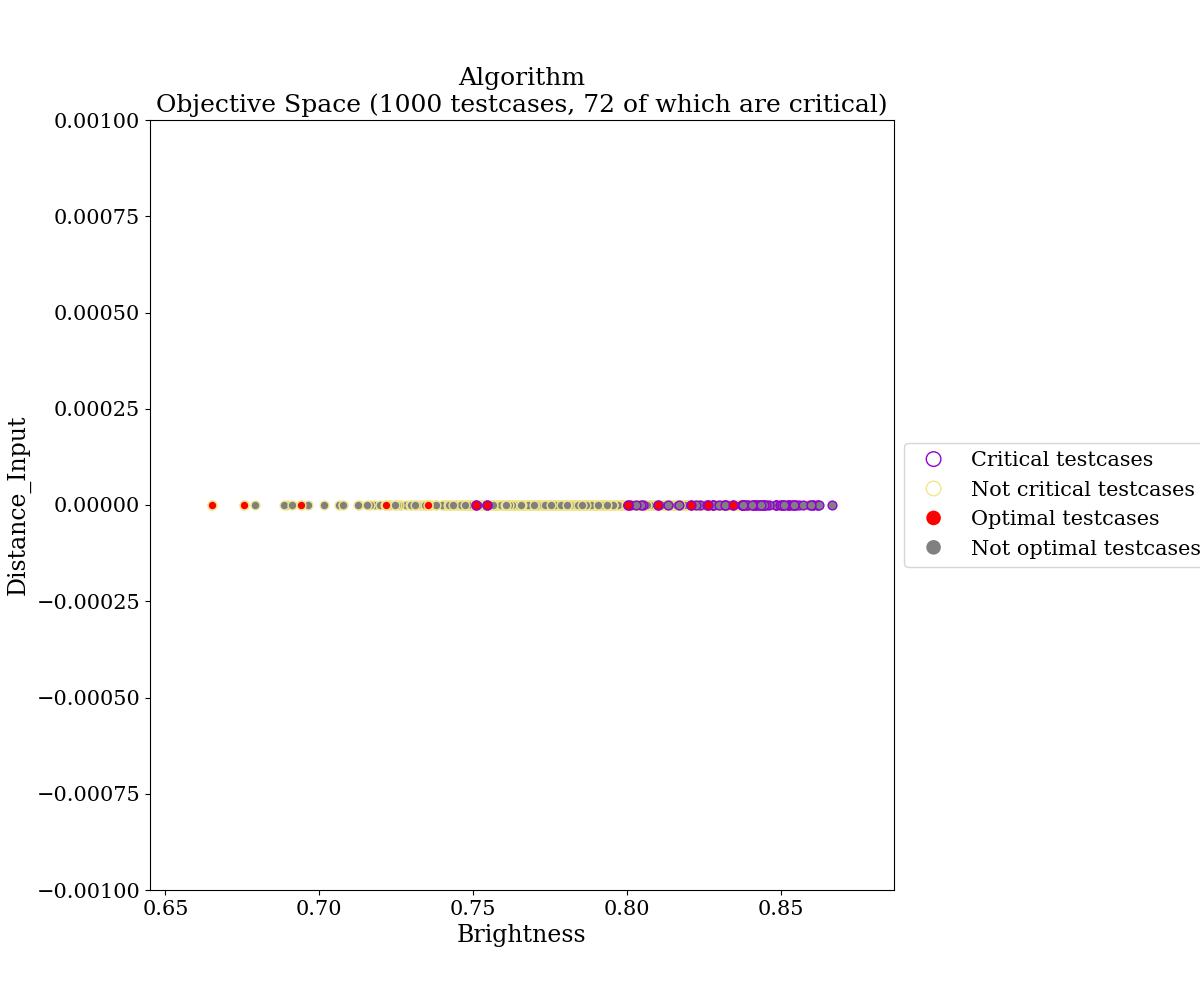 Algorithm
Objective Space (1000 testcases, 72 of which are critical)
0.00100
0.00075
0.00050
0.00025
0.00000
−0.00025
−0.00050
−0.00075
−0.00100
Distance_Input
0.65 0.70 0.75 0.80 0.85
Brightness
Critical testcases
Not critical testcases
Optimal testcases
Not optimal testcases